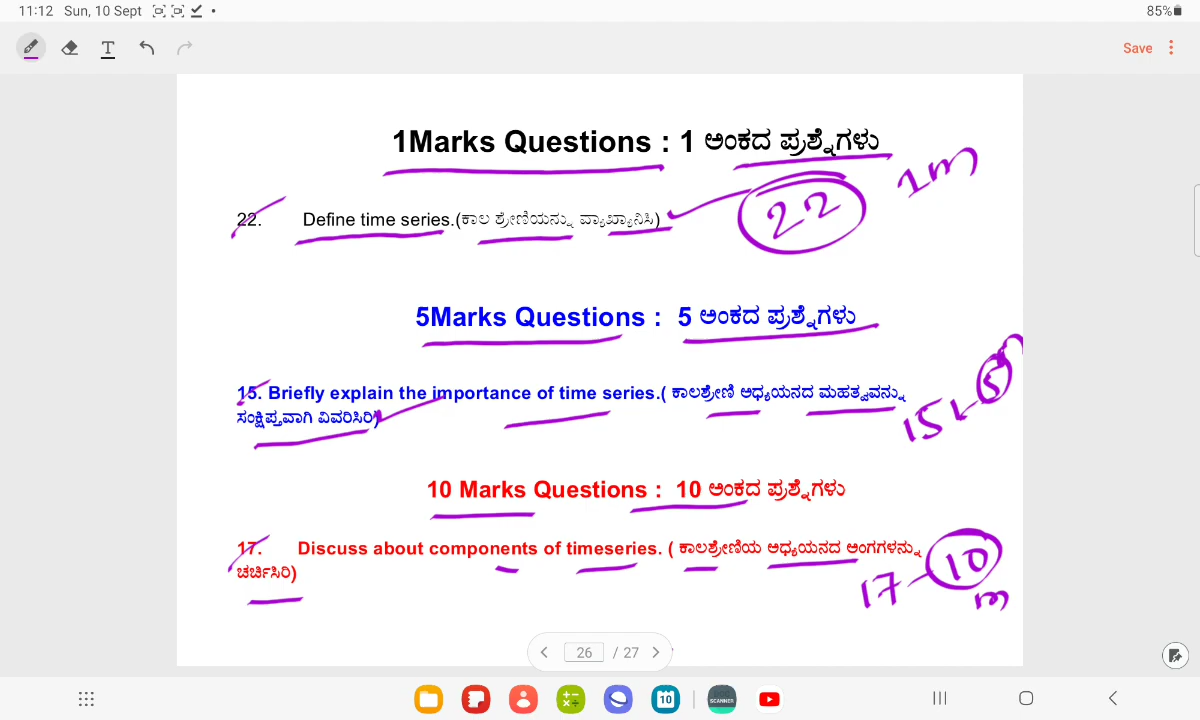 11:12 Sun, 10 Sept 85%
Save
1Marks Questions : 1 ಅಂಕದ ಪ್ರಶ್ನೆಗಳು
1m
22. Define time series.(ಕಾಲ ಶ್ರೇಣಿಯನ್ನು ವ್ಯಾಖ್ಯಾನಿಸಿ)
22
5Marks Questions : 5 ಅಂಕದ ಪ್ರಶ್ನೆಗಳು
15. Briefly explain the importance of time series.( ಕಾಲಶ್ರೇಣಿ ಅಧ್ಯಯನದ ಮಹತ್ವವನ್ನು
ಸಂಕ್ಷಿಪ್ತವಾಗಿ ವಿವರಿಸಿರಿ)
15 5
10 Marks Questions : 10 ಅಂಕದ ಪ್ರಶ್ನೆಗಳು
17. Discuss about components of timeseries. ( ಕಾಲಶ್ರೇಣಿಯ ಅಧ್ಯಯನದ ಅಂಗಗಳನ್ನು
ಚರ್ಚಿಸಿರಿ)
17 - 10
m
26 / 27
10
SCANNER